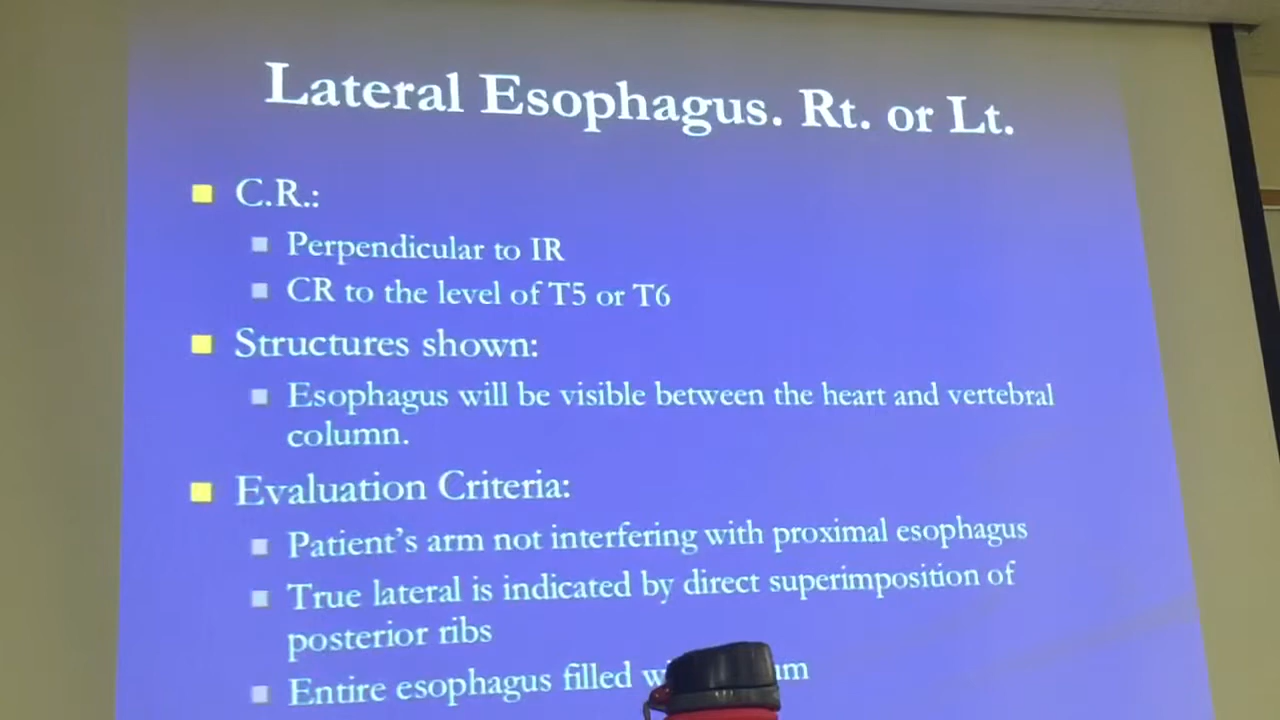 Lateral Esophagus. Rt. or Lt.
C.R.:
Perpendicular to IR
CR to the level of T5 or T6
Structures shown:
Esophagus will be visible between the heart and vertebral
column.
Evaluation Criteria:
Patient's arm not interfering with proximal esophagus
True lateral is indicated by direct superimposition of
posterior ribs
Entire esophagus filled